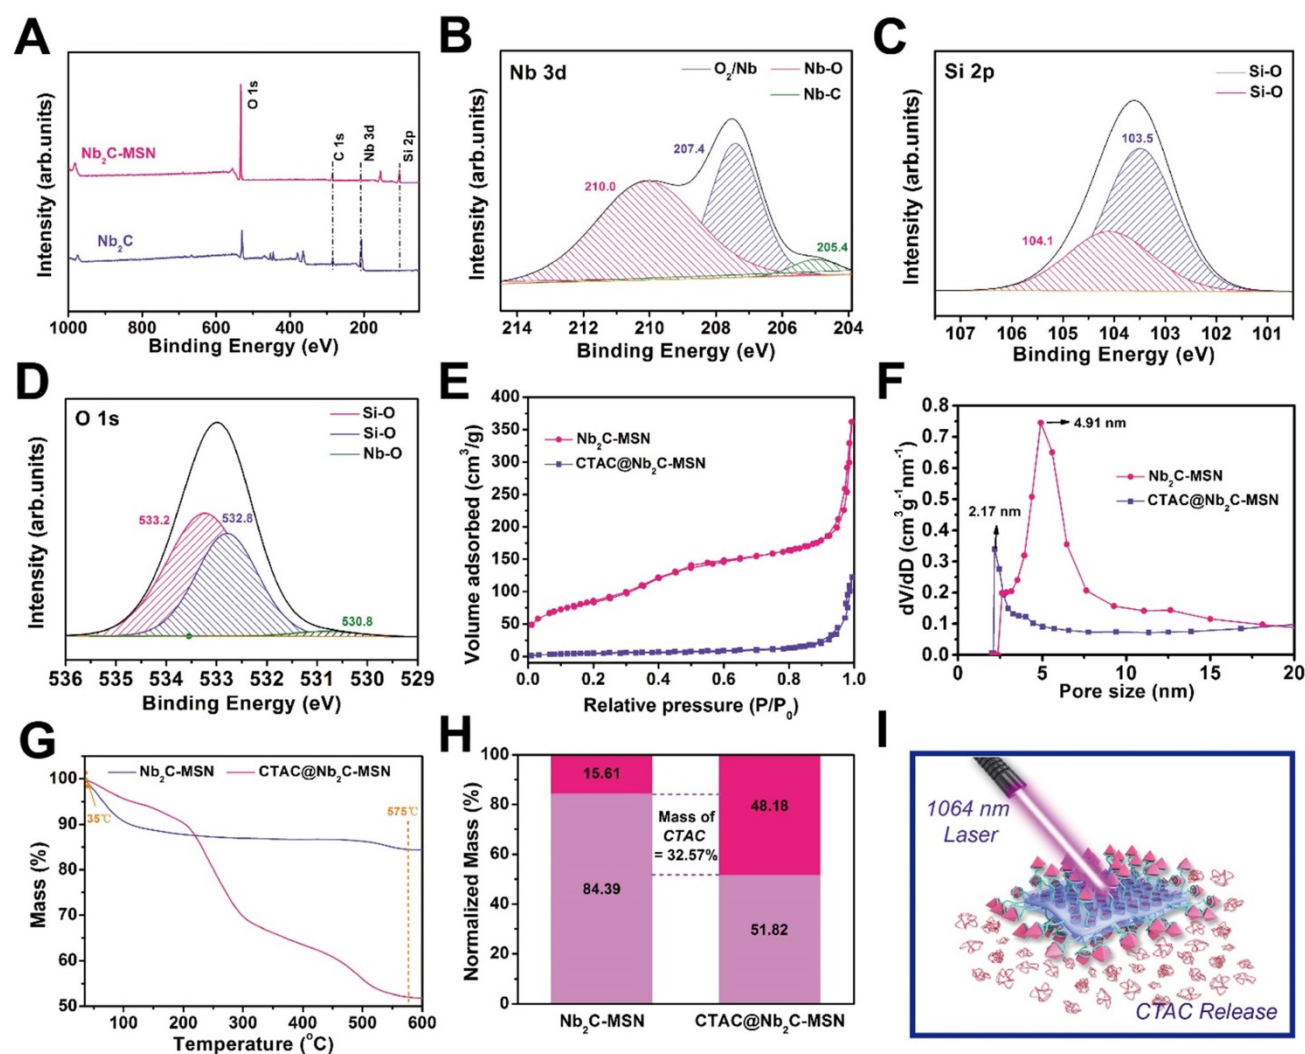 A
Intensity (arb.units)
Nb₂C-MSN
Nb₂C
O 1s
C 1s
Nb 3d
Si 2p
1000 800 600 400 200
Binding Energy (eV)
B
Intensity (arb.units)
Nb 3d
O₂/Nb
Nb-O
Nb-C
207.4
210.0
205.4
214 212 210 208 206 204
Binding Energy (eV)
C
Intensity (arb.units)
Si 2p
Si-O
Si-O
103.5
104.1
107 106 105 104 103 102 101
Binding Energy (eV)
D
Intensity (arb.units)
O 1s
Si-O
Si-O
Nb-O
533.2
532.8
530.8
536 535 534 533 532 531 530 529
Binding Energy (eV)
E
Volume adsorbed (cm³/g)
400
350
300
250
200
150
100
50
0
Nb₂C-MSN
CTAC@Nb₂C-MSN
0.0 0.2 0.4 0.6 0.8 1.0
Relative pressure (P/P₀)
F
dV/dD (cm³g⁻¹nm⁻¹)
0.8
0.7
0.6
0.5
0.4
0.3
0.2
0.1
0.0
4.91 nm
2.17 nm
Nb₂C-MSN
CTAC@Nb₂C-MSN
0 5 10 15 20
Pore size (nm)
G
Mass (%)
100
90
80
70
60
50
Nb₂C-MSN
CTAC@Nb₂C-MSN
35℃
575℃
100 200 300 400 500 600
Temperature (°C)
H
Normalized Mass (%)
100
80
60
40
20
0
15.61
84.39
Mass of
CTAC
= 32.57%
48.18
51.82
Nb₂C-MSN
CTAC@Nb₂C-MSN
I
1064 nm
Laser
CTAC Release